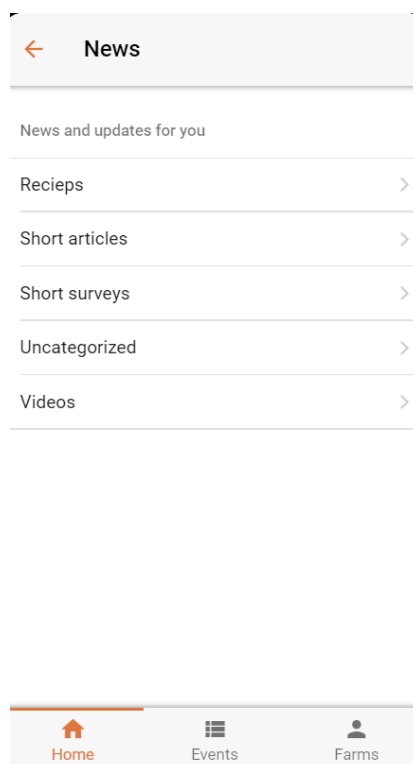 News
News and updates for you
Recieps
Short articles
Short surveys
Uncategorized
Videos
Home Events Farms